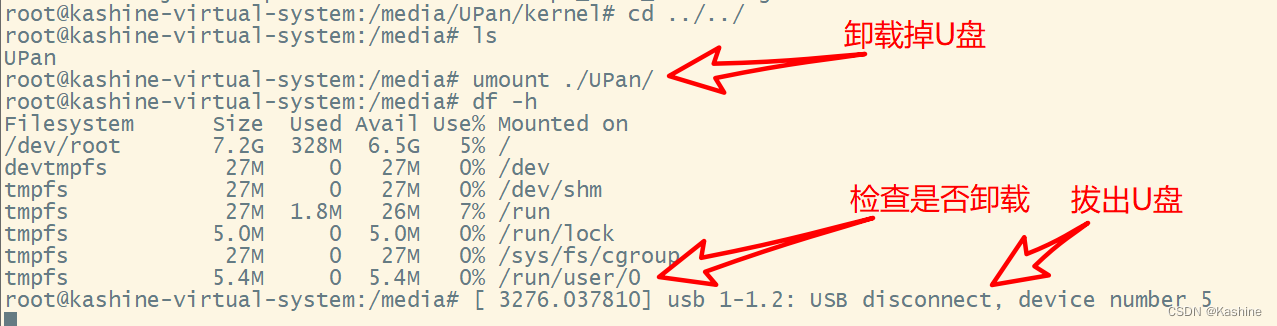 root@kashine-virtual-system:/media/UPan/kernel# cd ../../
root@kashine-virtual-system:/media# ls
卸载掉U盘
UPan
root@kashine-virtual-system:/media# umount ./UPan/
root@kashine-virtual-system:/media# df -h
Filesystem Size Used Avail Use% Mounted on
/dev/root 7.2G 328M 6.5G 5% /
devtmpfs 27M 0 27M 0% /dev
tmpfs 27M 0 27M 0% /dev/shm
检查是否卸载 拔出U盘
tmpfs 27M 1.8M 26M 7% /run
tmpfs 5.0M 0 5.0M 0% /run/lock
tmpfs 27M 0 27M 0% /sys/fs/cgroup
tmpfs 5.4M 0 5.4M 0% /run/user/0
root@kashine-virtual-system:/media# [ 3276.037810] usb 1-1.2: USB disconnect, device number 5
CSDN @Kashine